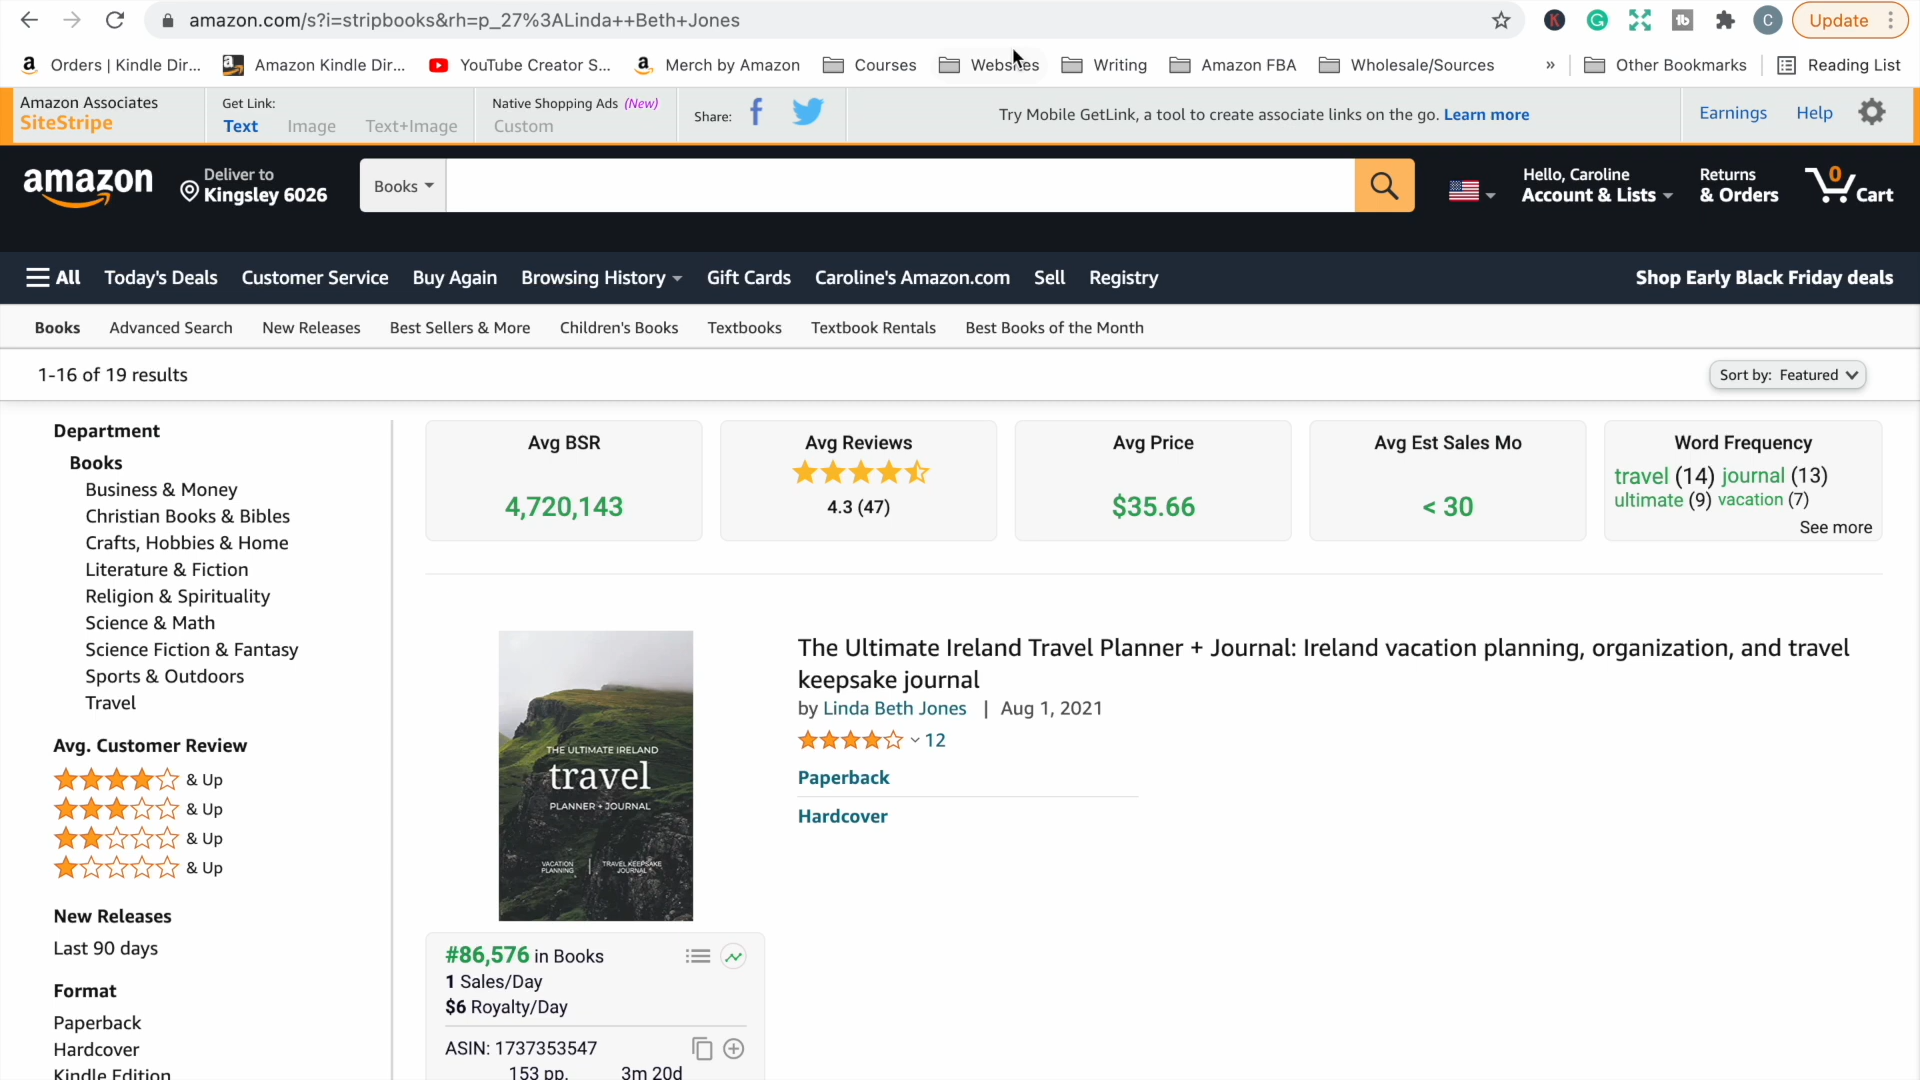 amazon.com/s?i=stripbooks&rh=p_27%3ALinda++Beth+Jones
K
G
tb
C
Update
a Orders | Kindle Dir...
Amazon Kindle Dir...
YouTube Creator S...
a Merch by Amazon
Courses
Websites
Writing
Amazon FBA
Wholesale/Sources
»
Other Bookmarks
Reading List
Amazon Associates
SiteStripe
Get Link:
Text Image Text+Image
Native Shopping Ads (New)
Custom
Share:
Try Mobile GetLink, a tool to create associate links on the go. Learn more
Earnings
Help
amazon
Deliver to
Kingsley 6026
Books
Hello, Caroline
Account & Lists
Returns
& Orders
0
Cart
All Today's Deals Customer Service Buy Again Browsing History Gift Cards Caroline's Amazon.com Sell Registry Shop Early Black Friday deals
Books Advanced Search New Releases Best Sellers & More Children's Books Textbooks Textbook Rentals Best Books of the Month
1-16 of 19 results
Sort by: Featured
Department
Books
Business & Money
Christian Books & Bibles
Crafts, Hobbies & Home
Literature & Fiction
Religion & Spirituality
Science & Math
Science Fiction & Fantasy
Sports & Outdoors
Travel
Avg. Customer Review
& Up
& Up
& Up
& Up
New Releases
Last 90 days
Format
Paperback
Hardcover
Kindle Edition
Avg BSR
4,720,143
Avg Reviews
4.3 (47)
Avg Price
$35.66
Avg Est Sales Mo
< 30
Word Frequency
travel (14) journal (13)
ultimate (9) vacation (7)
See more
THE ULTIMATE IRELAND
travel
PLANNER + JOURNAL
VACATION
PLANNING
TRAVEL KEEPSAKE
JOURNAL
The Ultimate Ireland Travel Planner + Journal: Ireland vacation planning, organization, and travel
keepsake journal
by Linda Beth Jones | Aug 1, 2021
12
Paperback
Hardcover
#86,576 in Books
1 Sales/Day
$6 Royalty/Day
ASIN: 1737353547
153 pp. 3m 20d